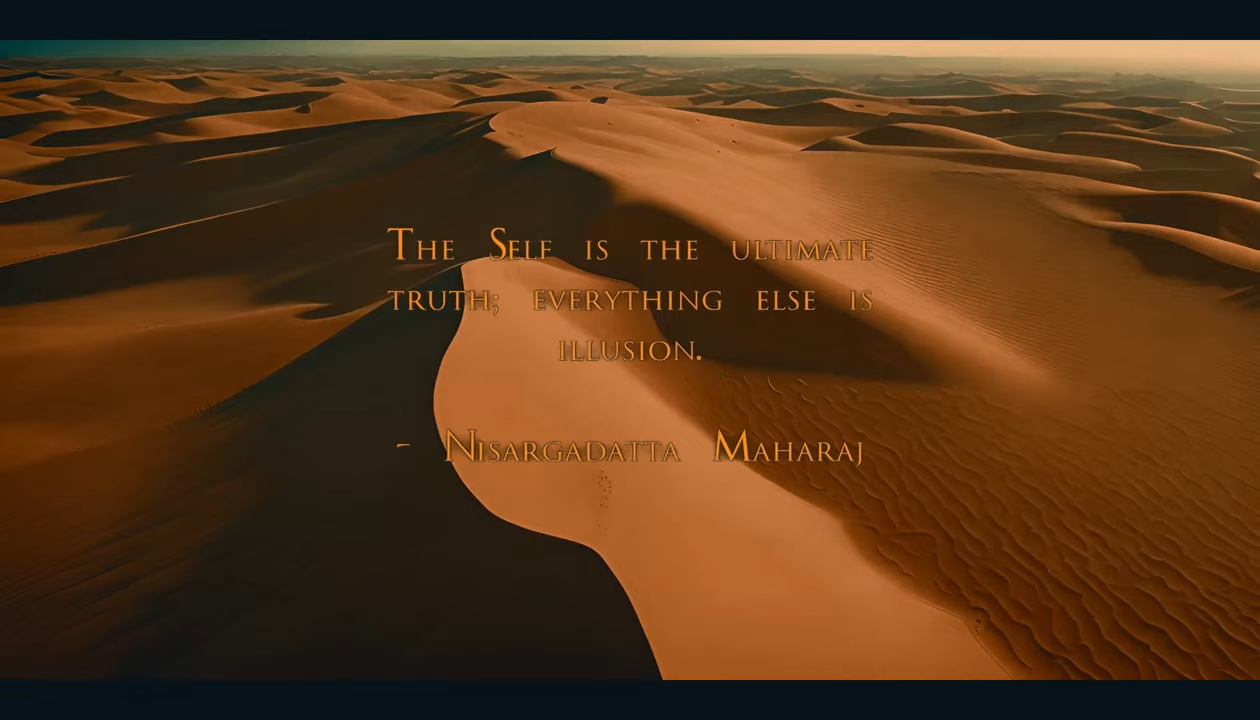 The Self is the ultimate
truth; everything else is
illusion.
- Nisargadatta Maharaj